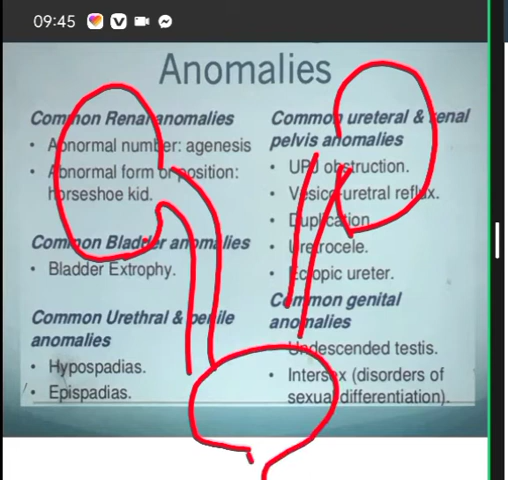 09:45
Anomalies
Common Renal anomalies
• Abnormal number: agenesis
• Abnormal form or position:
horseshoe kid.
Common Bladder anomalies
• Bladder Extrophy.
Common Urethral & penile
anomalies
• Hypospadias.
• Epispadias.
Common ureteral & renal
pelvis anomalies
• UPJ obstruction.
• Vesico uretral reflux.
• Duplication
• Uretrocele.
• Ectopic ureter.
Common genital
anomalies
• Undescended testis.
• Intersex (disorders of
sexual differentiation).